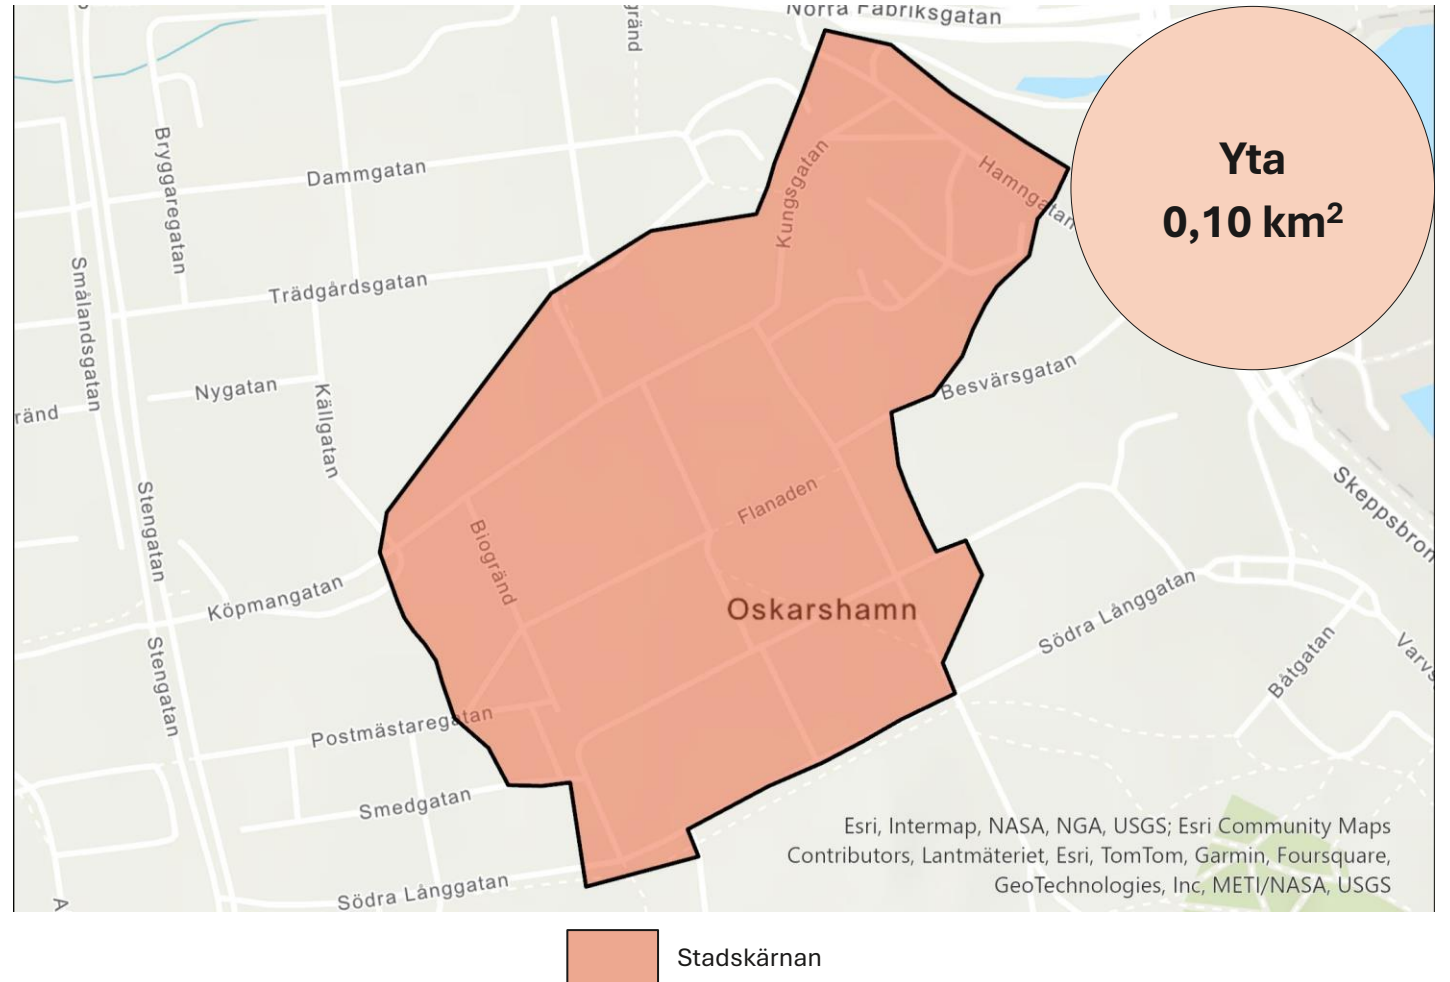 Norra Fabriksgatan
gränd
Yta
0,10 km²
Bryggaregatan
Dammgatan
Kungsgatan
Hamngatan
Smålandsgatan
Trädgårdsgatan
Besvärsgatan
Nygatan
Källgatan
ränd
Stengatan
Flanaden
Skeppsbron
Biogränd
Köpmangatan
Oskarshamn
Södra Långgatan
Båtgatan
Varvs
Stengatan
Postmästaregatan
Smedgatan
Södra Långgatan
A
Esri, Intermap, NASA, NGA, USGS; Esri Community Maps
Contributors, Lantmäteriet, Esri, TomTom, Garmin, Foursquare,
GeoTechnologies, Inc, METI/NASA, USGS
Stadskärnan